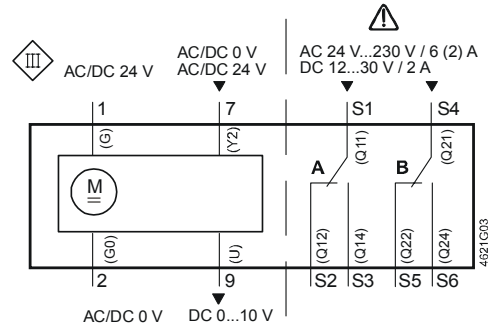 III
AC/DC 24 V
AC/DC 0 V
AC/DC 24 V
AC 24 V...230 V / 6 (2) A
DC 12...30 V / 2 A
1
7
S1
S4
(G)
(Y2)
(Q11)
(Q21)
A
B
M
(G0)
(U)
(Q12)
(Q14)
(Q22)
(Q24)
2
9
S2
S3
S5
S6
AC/DC 0 V
DC 0...10 V
4621G03